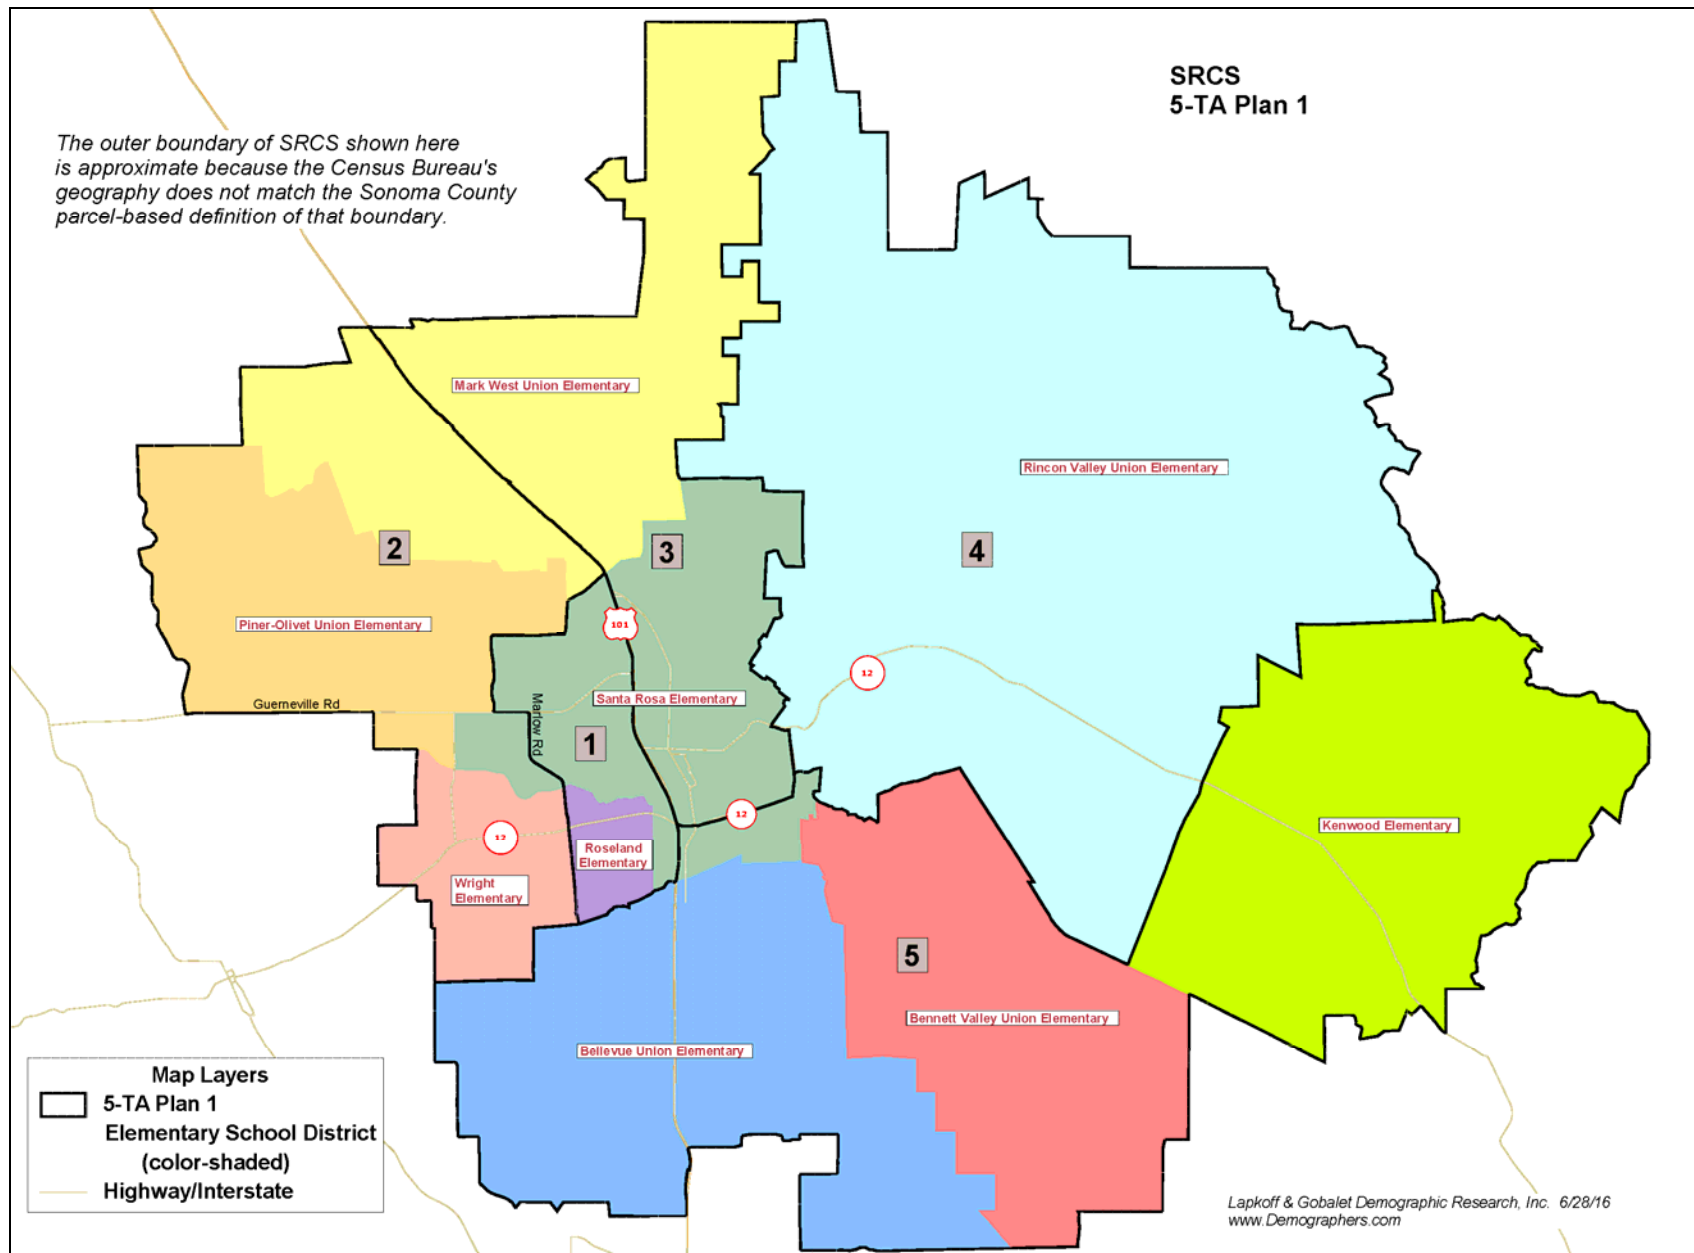 SRCS
5-TA Plan 1
The outer boundary of SRCS shown here
is approximate because the Census Bureau's
geography does not match the Sonoma County
parcel-based definition of that boundary.
Mark West Union Elementary
Rincon Valley Union Elementary
2
3
4
Piner-Olivet Union Elementary
101
12
Guerneville Rd
Marlow Rd
Santa Rosa Elementary
1
12
12
Kenwood Elementary
Roseland
Elementary
Wright
Elementary
5
Bennett Valley Union Elementary
Bellevue Union Elementary
Map Layers
5-TA Plan 1
Elementary School District
(color-shaded)
Highway/Interstate
Lapkoff & Gobalet Demographic Research, Inc. 6/28/16
www.Demographers.com